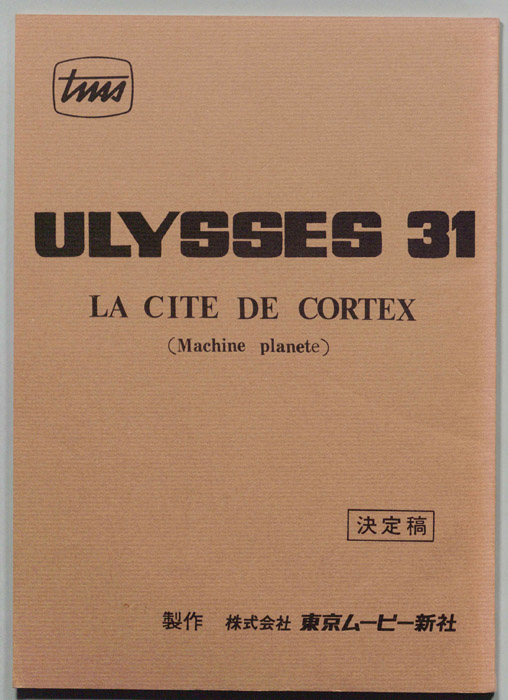 tms
ULYSSES 31
LA CITE DE CORTEX
(Machine planete)
決定稿
製作 株式会社 東京ムービー新社